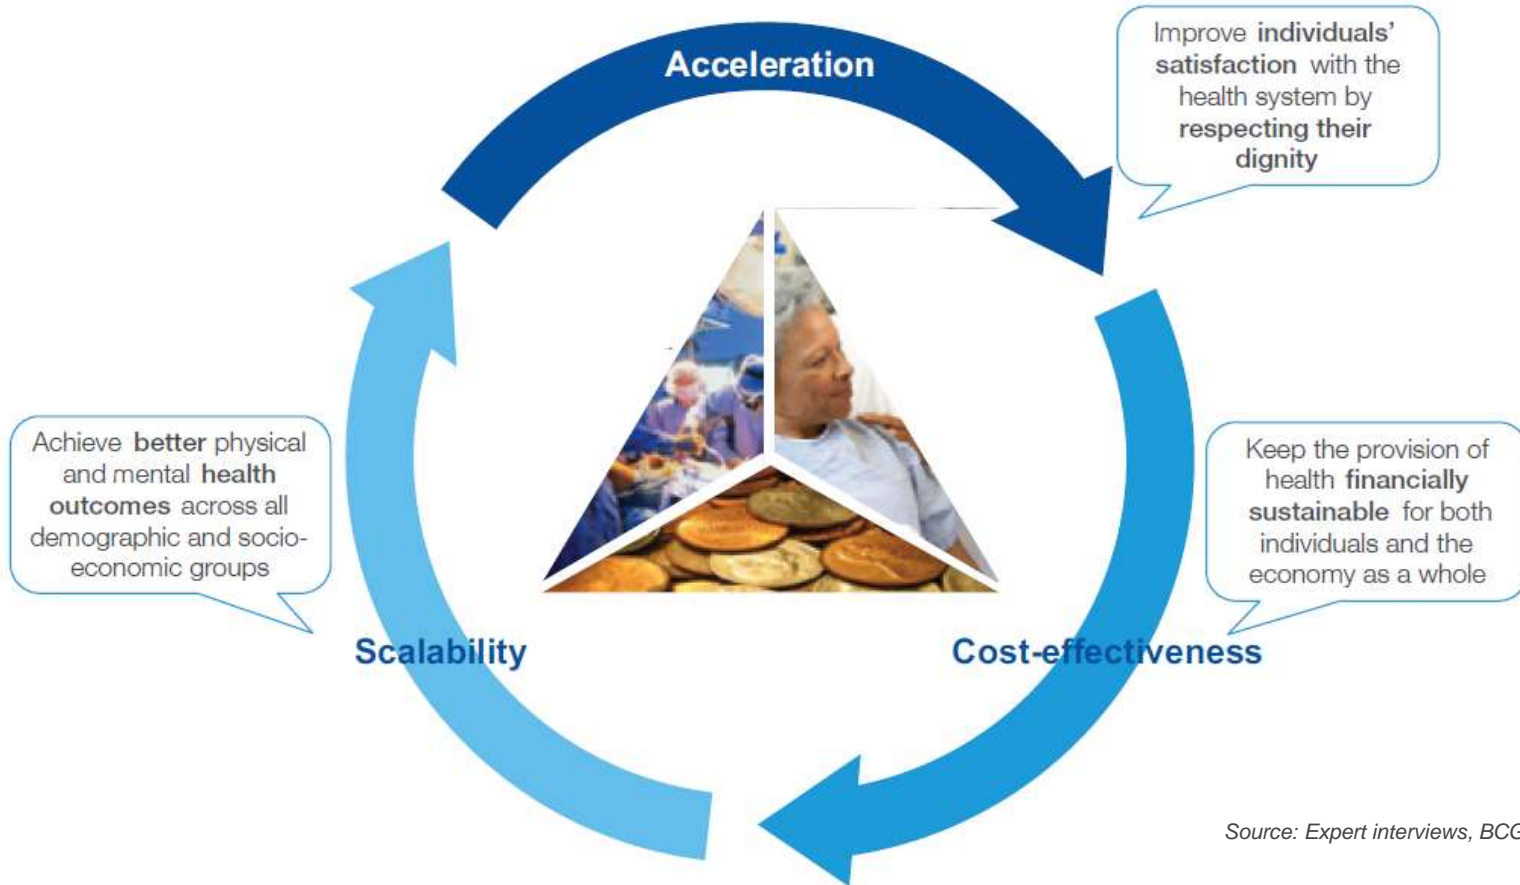 Acceleration
Improve individuals’
satisfaction with the
health system by
respecting their
dignity
Achieve better physical
and mental health
outcomes across all
demographic and socio-
economic groups
Keep the provision of
health financially
sustainable for both
individuals and the
economy as a whole
Scalability
Cost-effectiveness
Source: Expert interviews, BCG